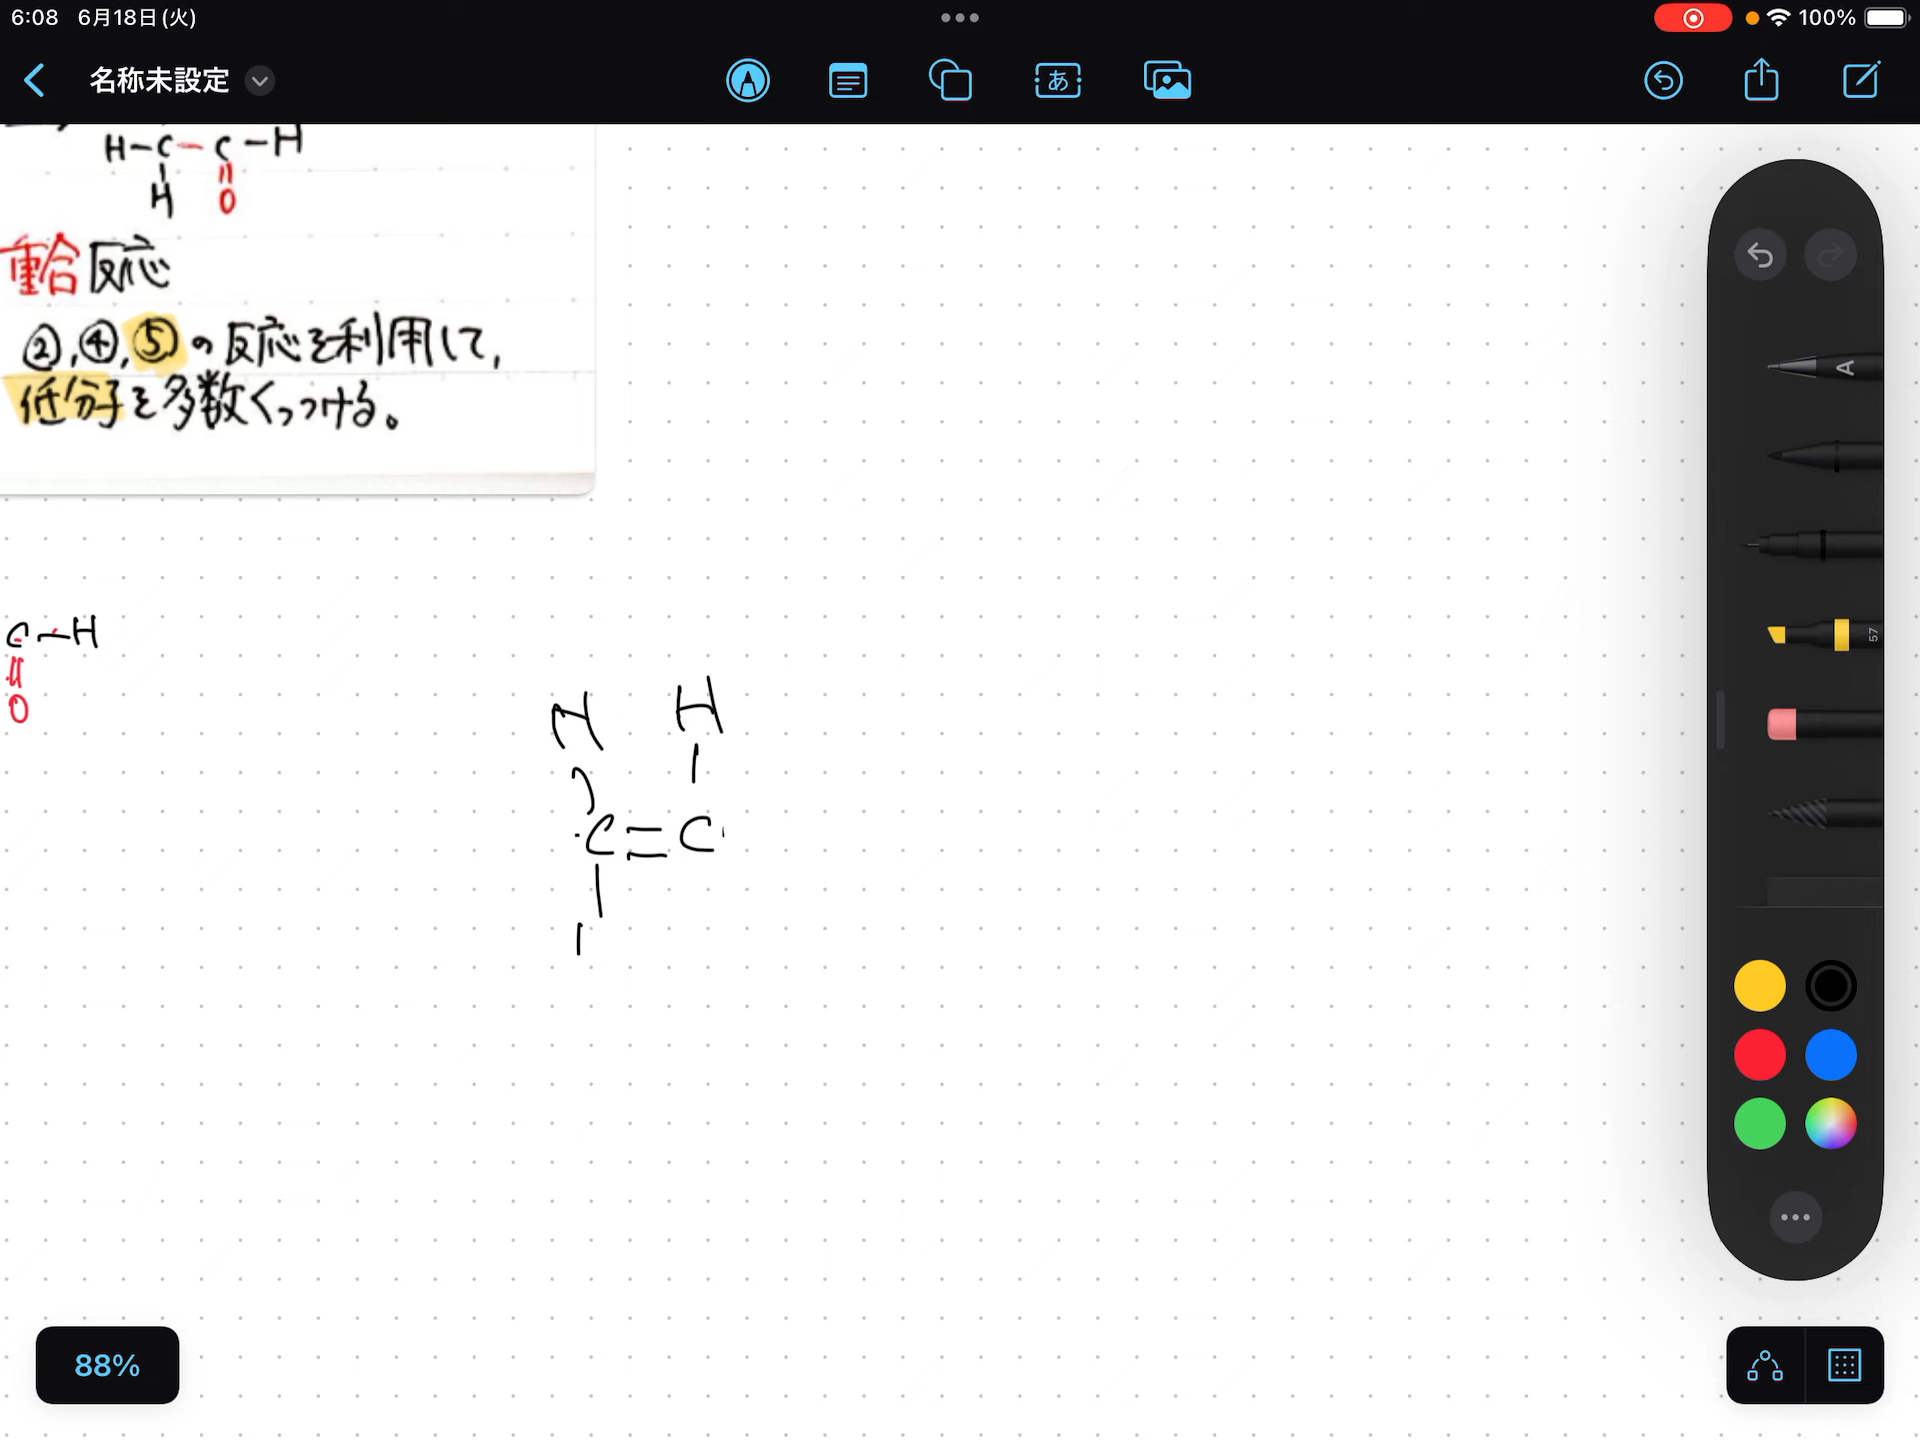 6:08 6月18日(火)
100%
名称未設定
あ
H-C-C-H
H O
重合反応
②,④,⑤の反応を利用して,
低分子を多数くっつける。
C-H
O
H H
C=C
A
57
88%